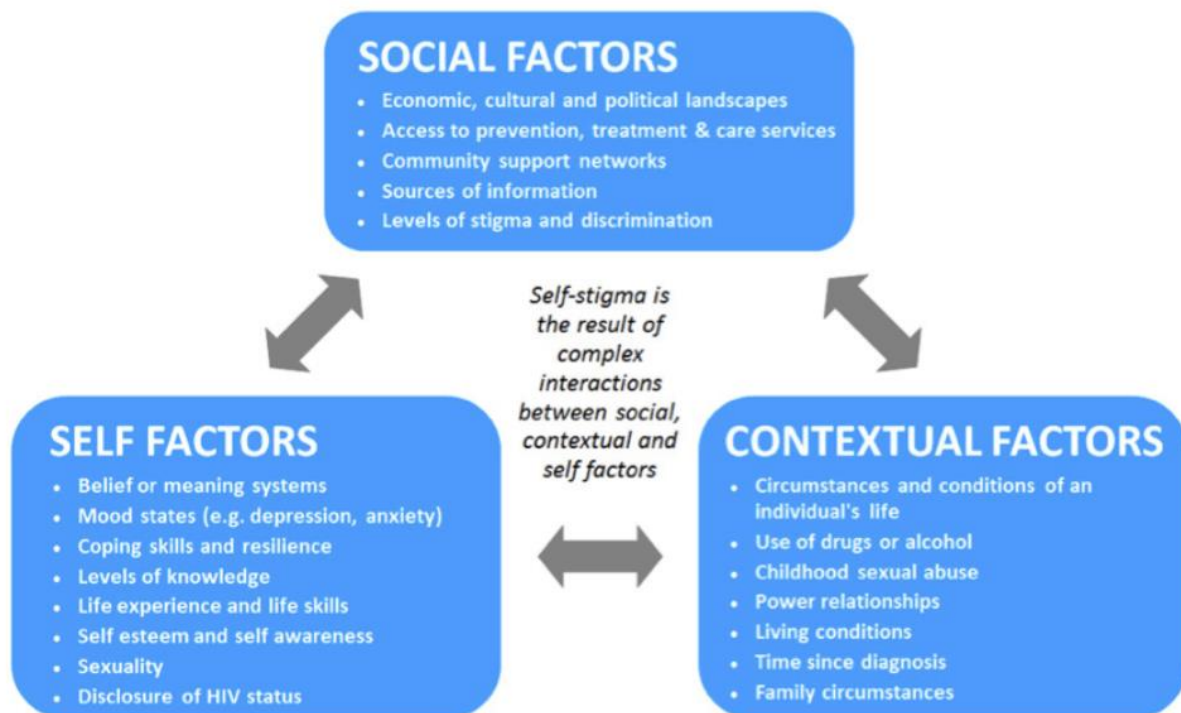 SOCIAL FACTORS
• Economic, cultural and political landscapes
• Access to prevention, treatment & care services
• Community support networks
• Sources of information
• Levels of stigma and discrimination
Self-stigma is
the result of
complex
interactions
between social,
contextual and
self factors
SELF FACTORS
• Belief or meaning systems
• Mood states (e.g. depression, anxiety)
• Coping skills and resilience
• Levels of knowledge
• Life experience and life skills
• Self esteem and self awareness
• Sexuality
• Disclosure of HIV status
CONTEXTUAL FACTORS
• Circumstances and conditions of an
individual's life
• Use of drugs or alcohol
• Childhood sexual abuse
• Power relationships
• Living conditions
• Time since diagnosis
• Family circumstances